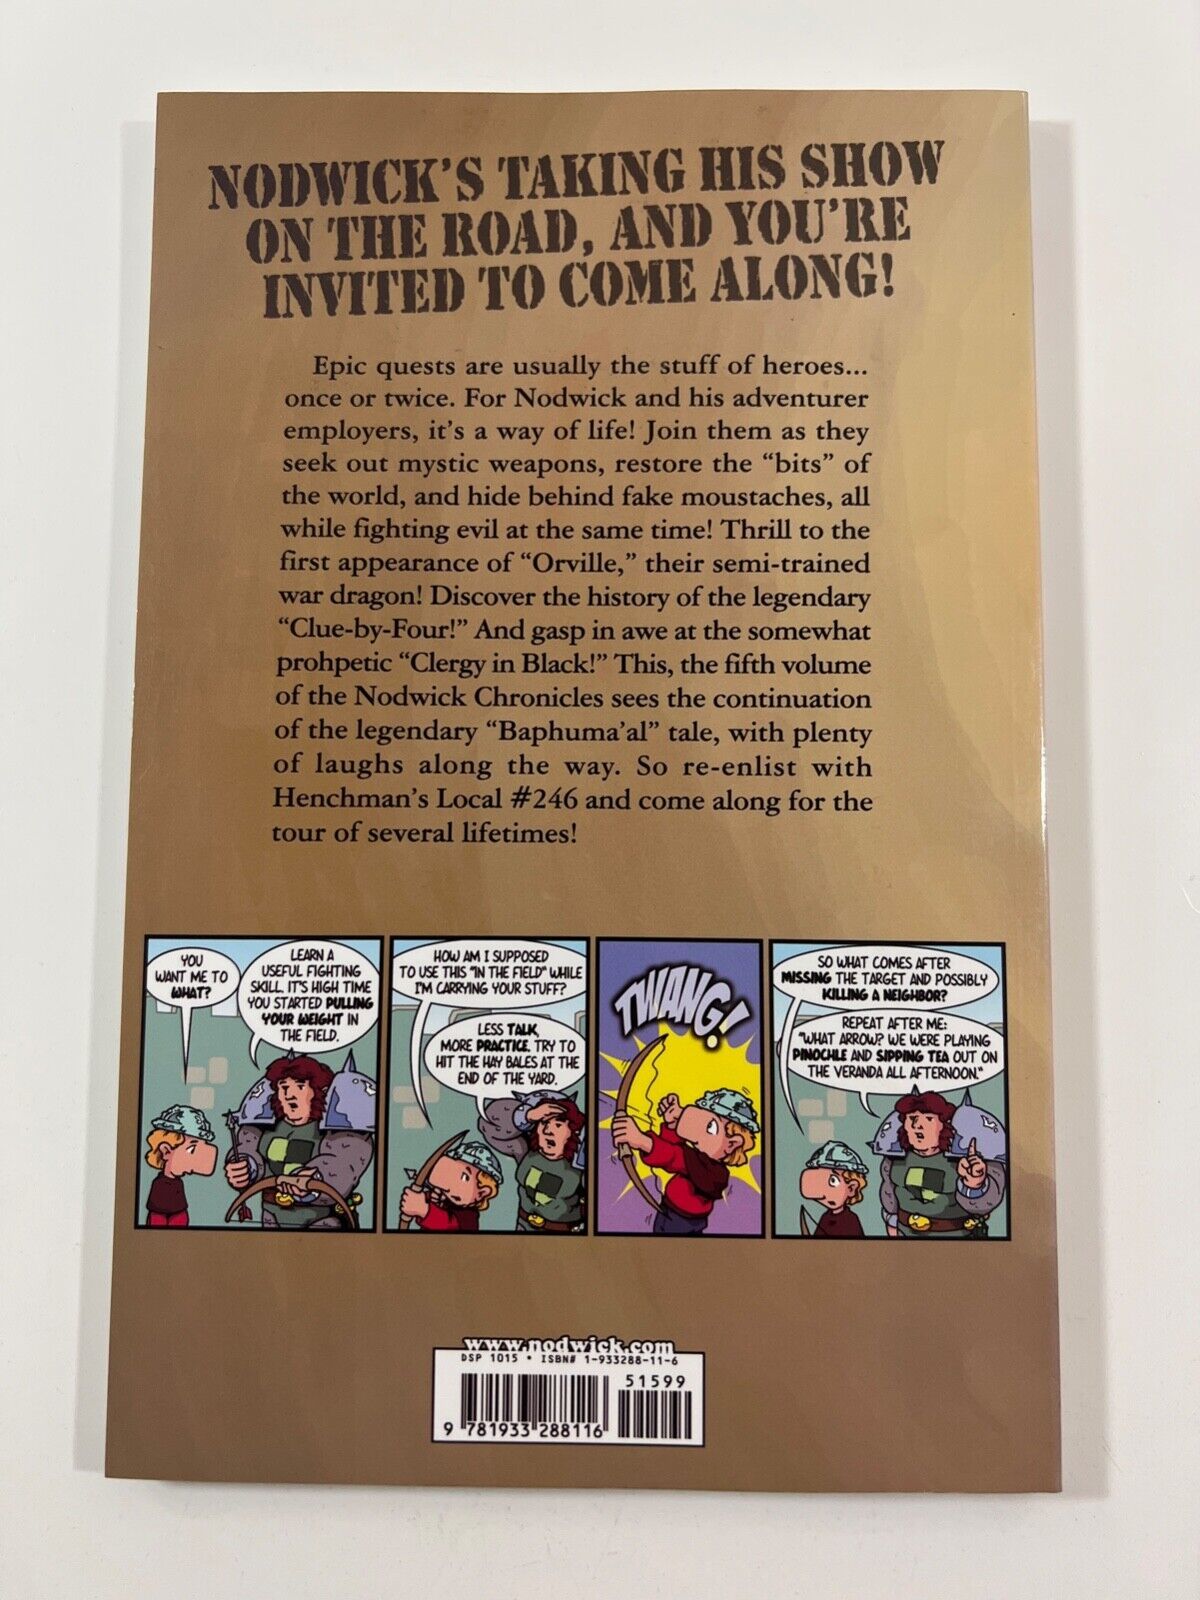 NODWICK'S TAKING HIS SHOW
ON THE ROAD, AND YOU'RE
INVITED TO COME ALONG!
Epic quests are usually the stuff of heroes...
once or twice. For Nodwick and his adventurer
employers, it's a way of life! Join them as they
seek out mystic weapons, restore the “bits” of
the world, and hide behind fake moustaches, all
while fighting evil at the same time! Thrill to the
first appearance of “Orville,” their semi-trained
war dragon! Discover the history of the legendary
“Clue-by-Four!” And gasp in awe at the somewhat
prohpetic “Clergy in Black!” This, the fifth volume
of the Nodwick Chronicles sees the continuation
of the legendary “Baphuma’al” tale, with plenty
of laughs along the way. So re-enlist with
Henchman's Local #246 and come along for the
tour of several lifetimes!
YOU
WANT ME TO
WHAT?
LEARN A
USEFUL FIGHTING
SKILL. IT'S HIGH TIME
YOU STARTED PULLING
YOUR WEIGHT IN
THE FIELD.
HOW AM I SUPPOSED
TO USE THIS "IN THE FIELD" WHILE
I'M CARRYING YOUR STUFF?
LESS TALK,
MORE PRACTICE. TRY TO
HIT THE HAY BALES AT THE
END OF THE YARD.
TWANG!
SO WHAT COMES AFTER
MISSING THE TARGET AND POSSIBLY
KILLING A NEIGHBOR?
REPEAT AFTER ME:
"WHAT ARROW? WE WERE PLAYING
PINOCHLE AND SIPPING TEA OUT ON
THE VERANDA ALL AFTERNOON."
www.nodwick.com
DSP 1015 • ISBN# 1-933288-11-6
51599
9 781933 288116